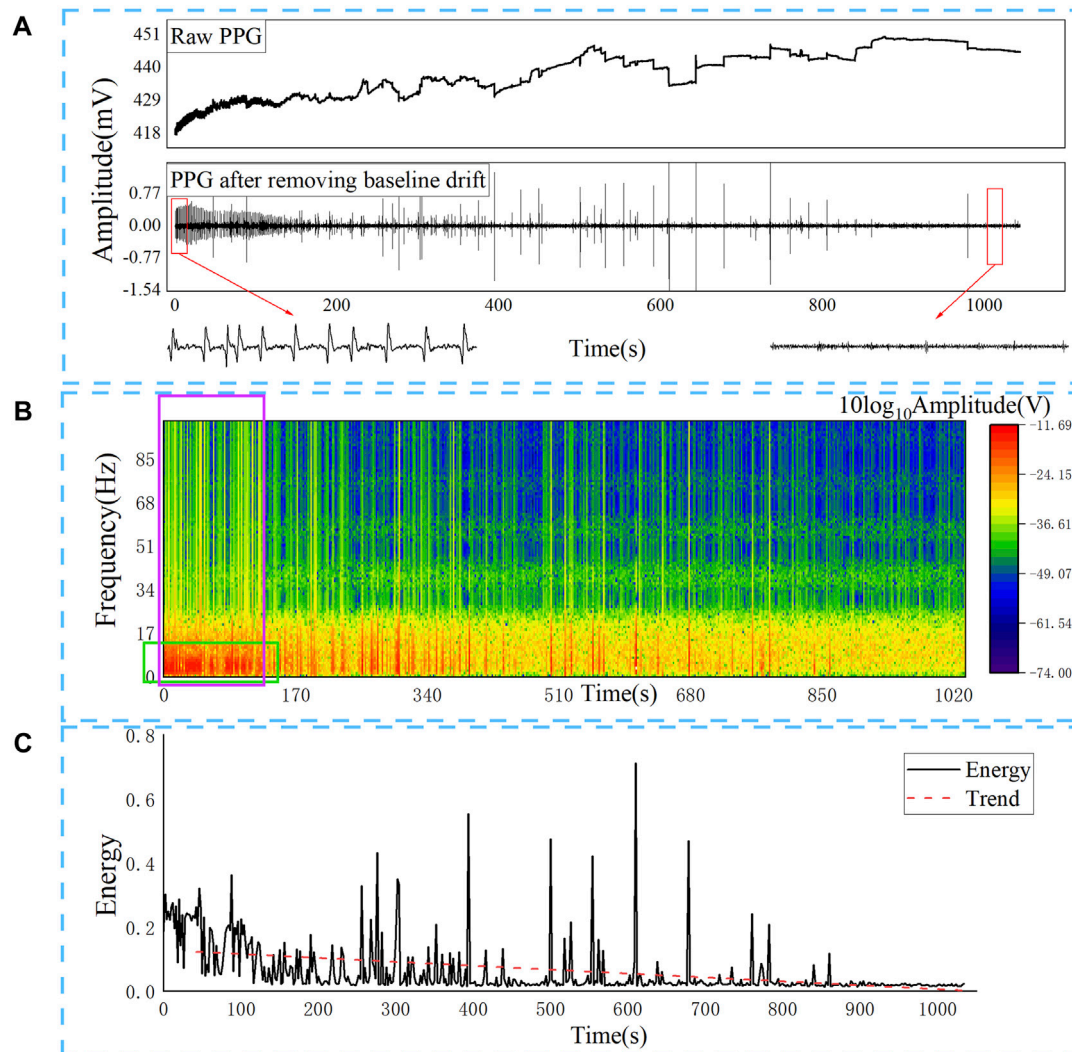 A
Raw PPG
451
440
429
418
Amplitude(mV)
PPG after removing baseline drift
0.77
0.00
-0.77
-1.54
0 200 400 600 800 1000
Time(s)
B
10log10Amplitude(V)
Frequency(Hz)
85
68
51
34
17
0
0 170 340 510 680 850 1020
Time(s)
-11.69
-24.15
-36.61
-49.07
-61.54
-74.00
C
Energy
0.8
0.6
0.4
0.2
0.0
Energy
Trend
0 100 200 300 400 500 600 700 800 900 1000
Time(s)